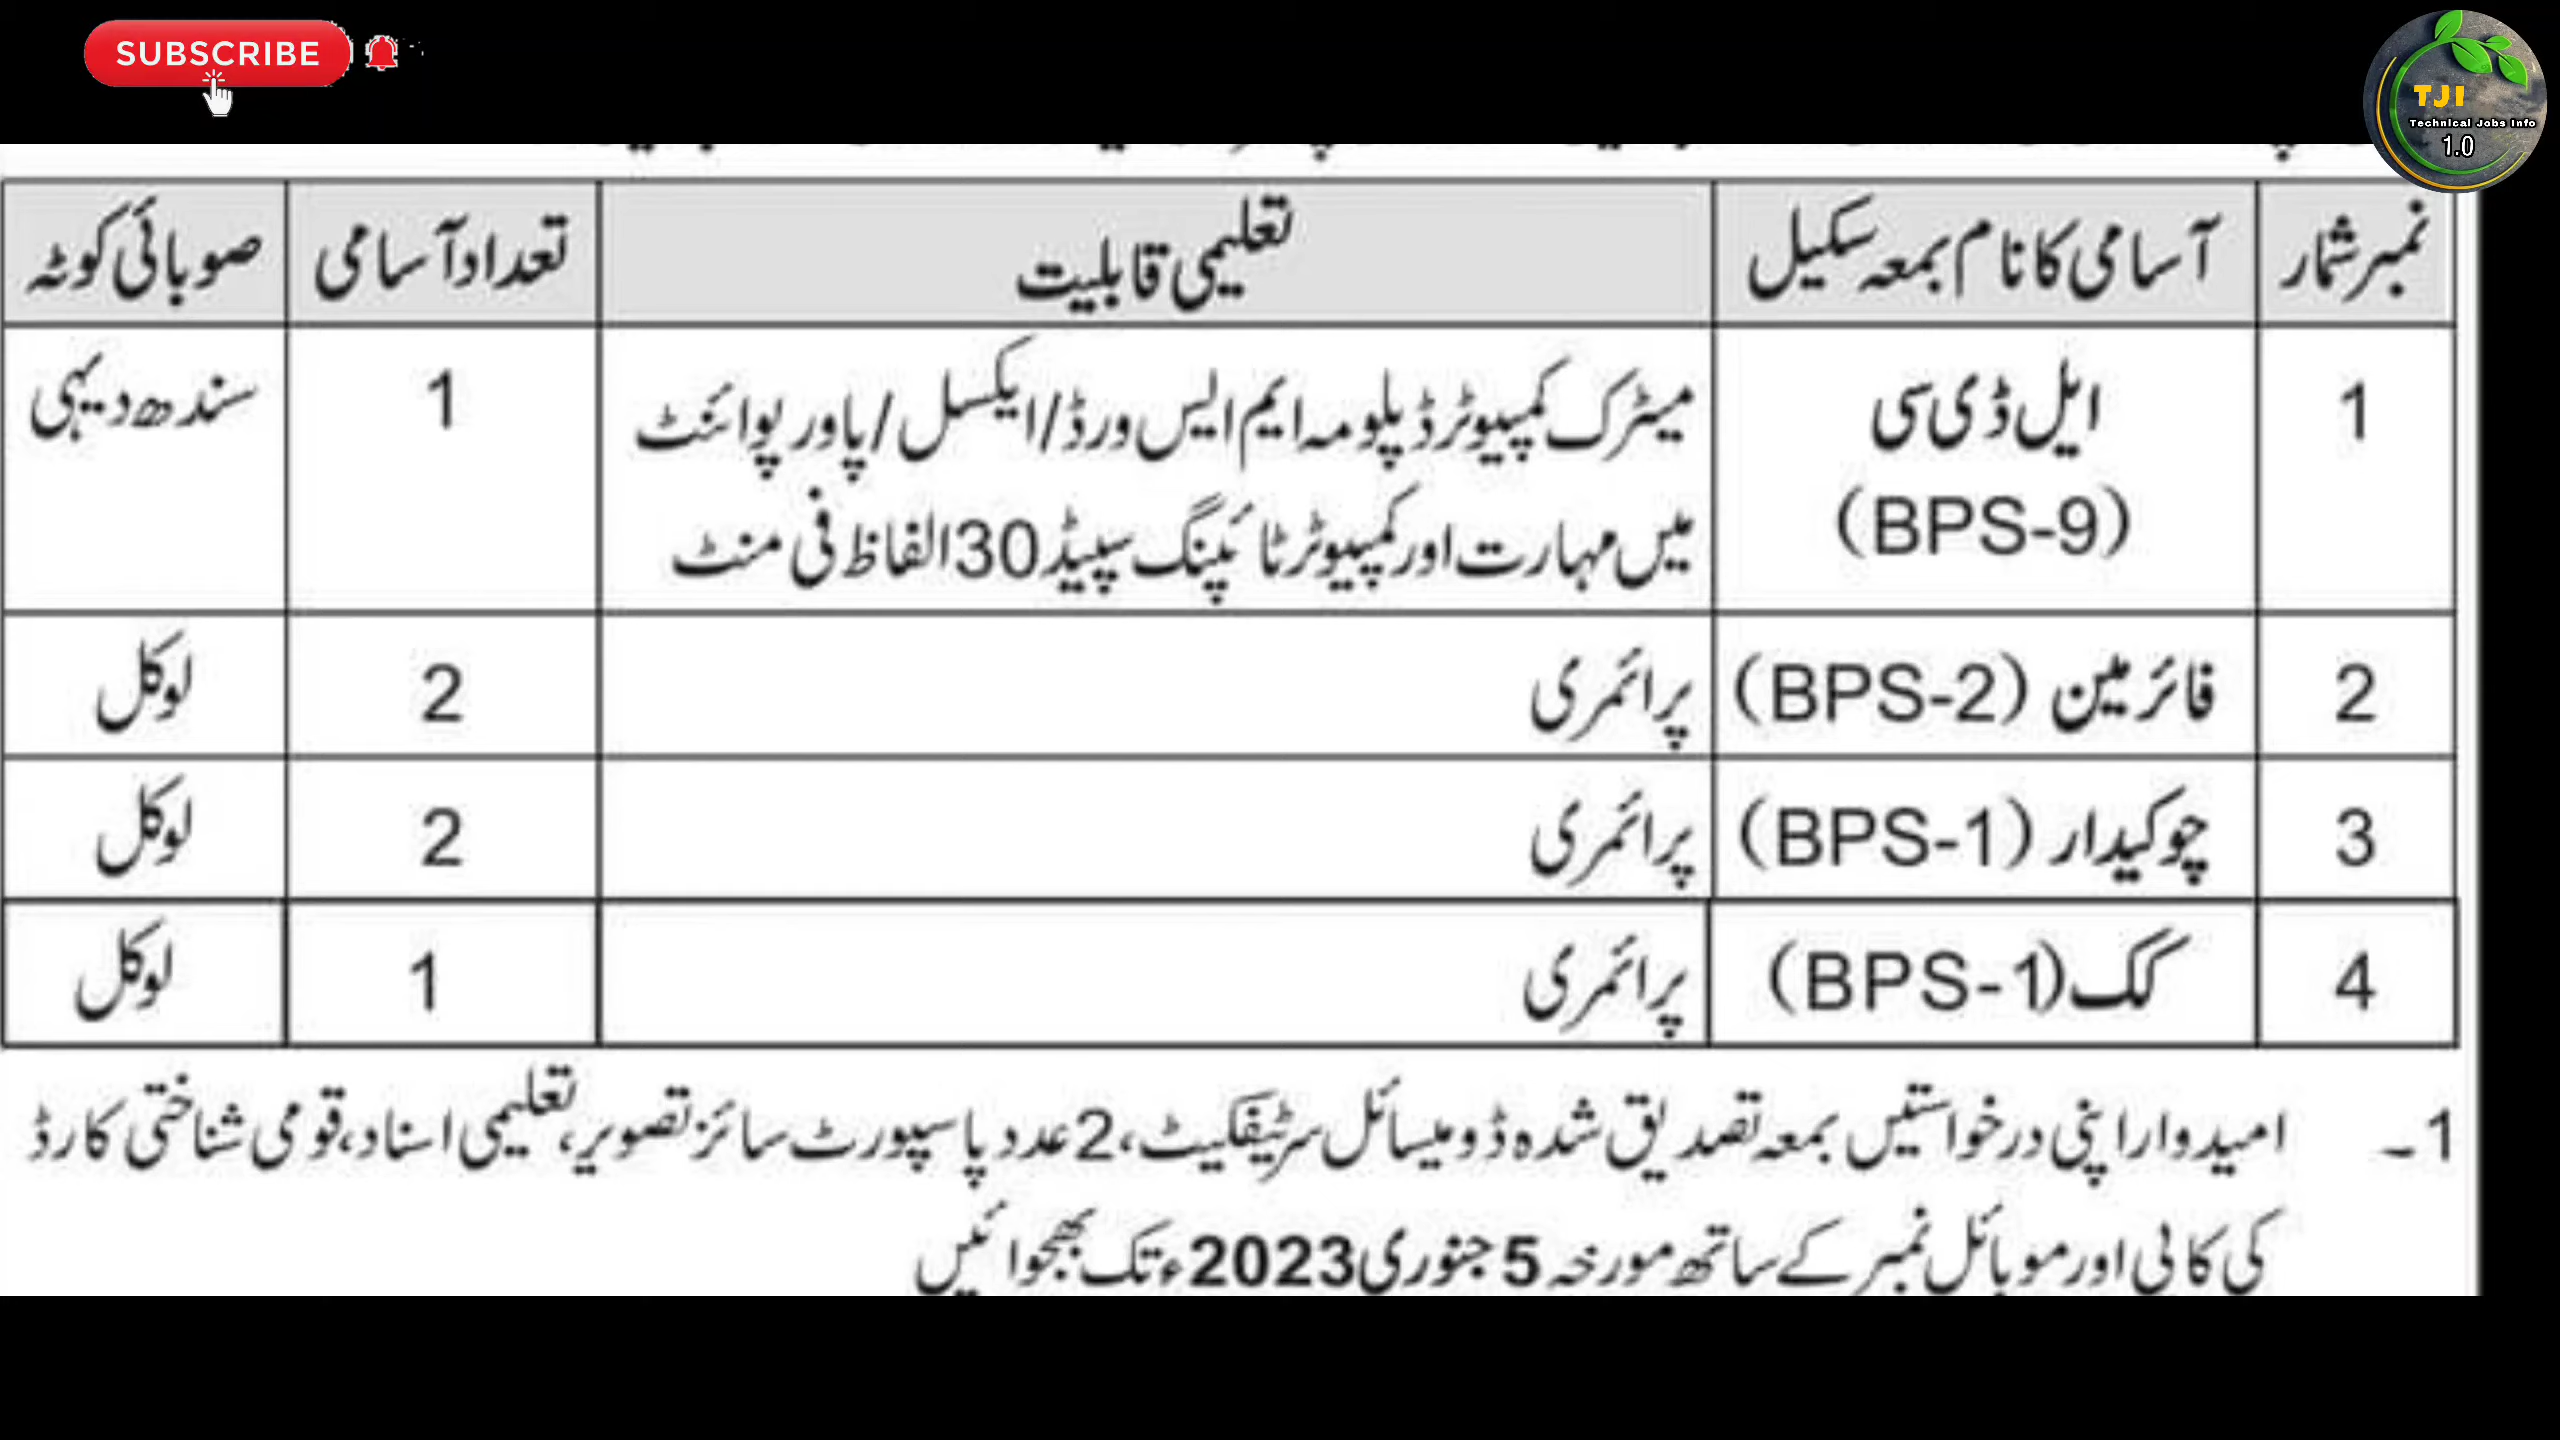 SUBSCRIBE
TJI
Technical Jobs Info
1.0
نمبر شمار آسامی کا نام بمعہ سکیل تعلیمی قابلیت تعداد آسامی صوبائی کوٹہ
1 ایل ڈی سی میٹرک کمپیوٹر ڈپلومہ ایم ایس ورڈ/ایکسل/پاور پوائنٹ 1 سندھ دیہی
(BPS-9) میں مہارت اور کمپیوٹر ٹائپنگ سپیڈ 30 الفاظ فی منٹ
2 فائر مین (BPS-2) پرائمری 2 لوکل
3 چوکیدار (BPS-1) پرائمری 2 لوکل
4 کک (BPS-1) پرائمری 1 لوکل
1۔ امیدوار اپنی درخواستیں بمعہ تصدیق شدہ ڈومیسائل سرٹیفکیٹ، 2 عدد پاسپورٹ سائز تصویر، تعلیمی اسناد، قومی شناختی کارڈ
کی کاپی اور موبائل نمبر کے ساتھ مورخہ 5 جنوری 2023ء تک بھجوائیں